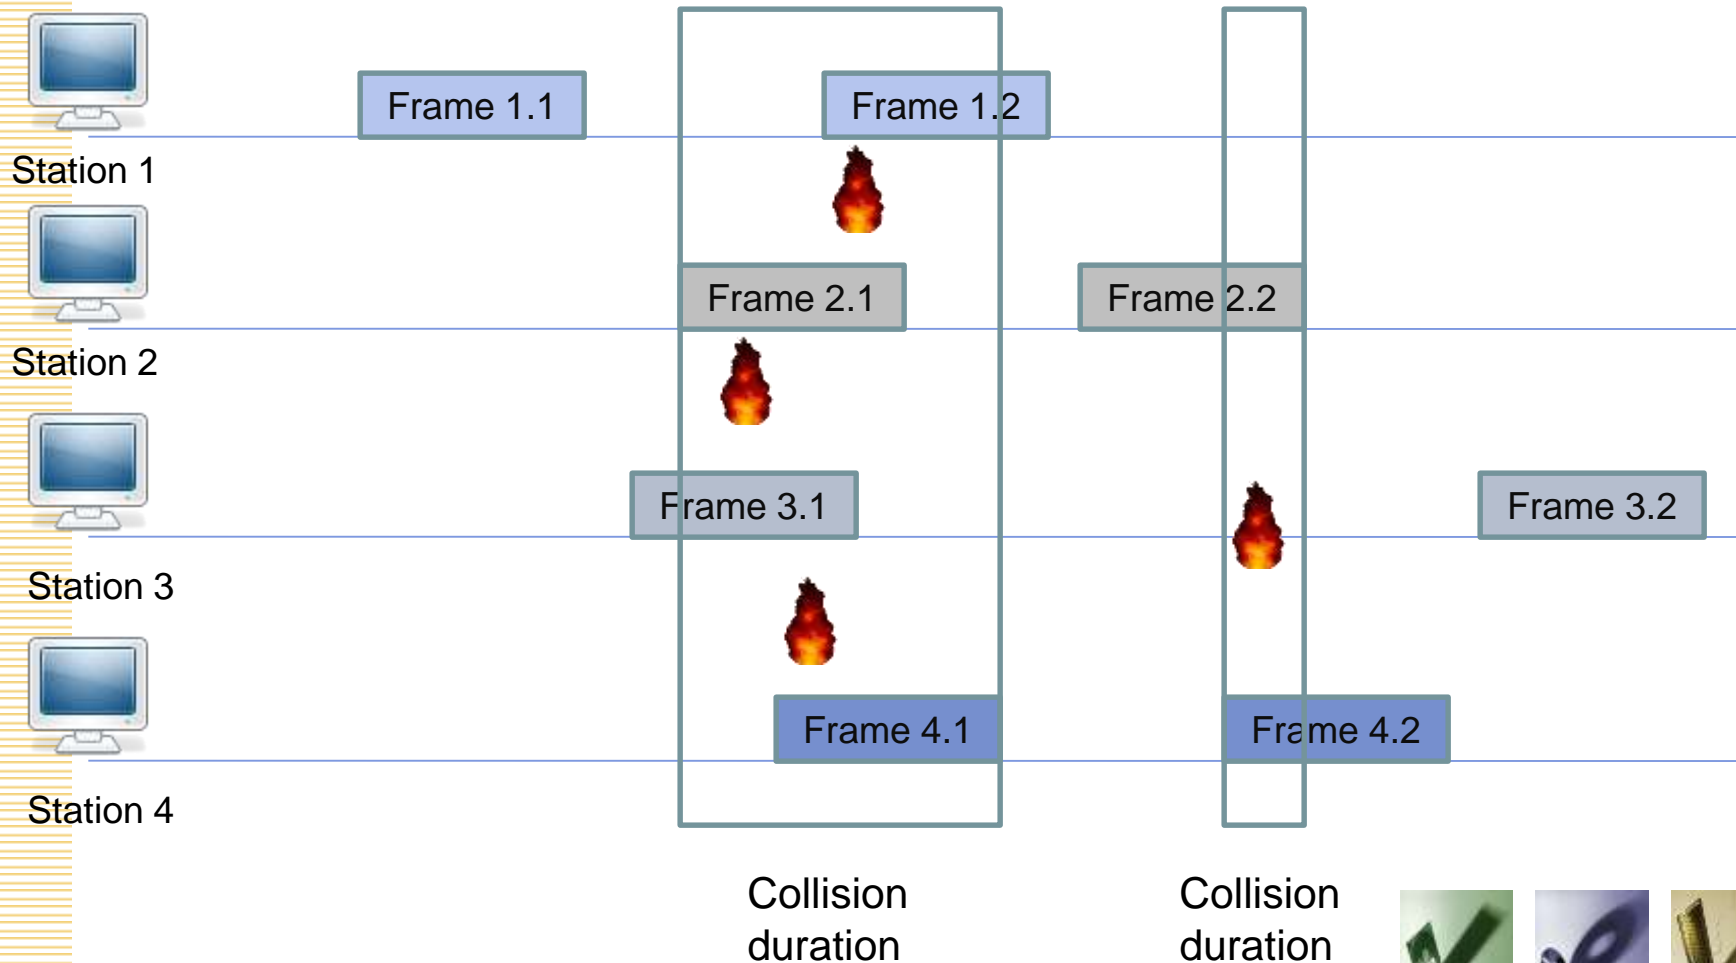 Frame 1.1
Frame 1.2
Station 1
Frame 2.1
Frame 2.2
Station 2
Frame 3.1
Frame 3.2
Station 3
Frame 4.1
Frame 4.2
Station 4
Collision
duration
Collision
duration